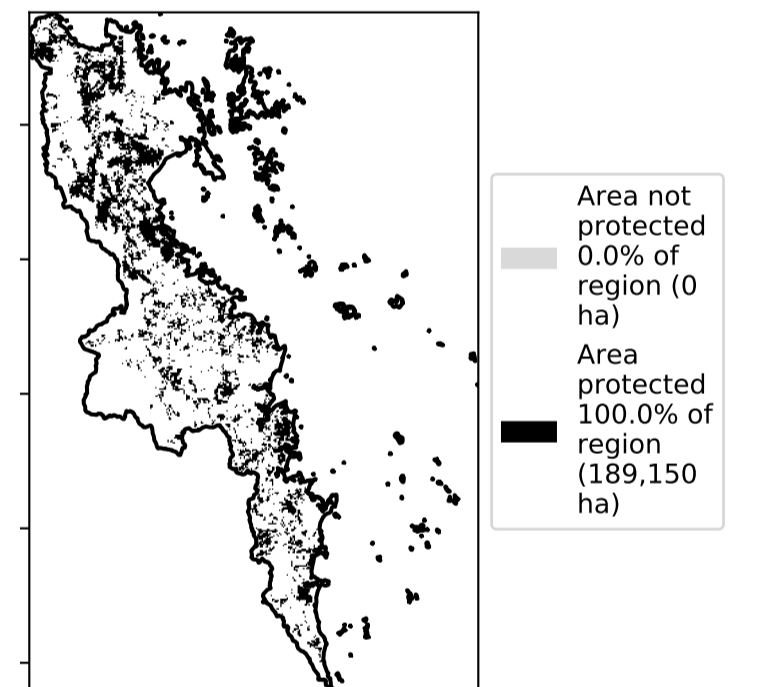 Area not
protected
0.0% of
region (0
ha)
Area
protected
100.0% of
region
(189,150
ha)